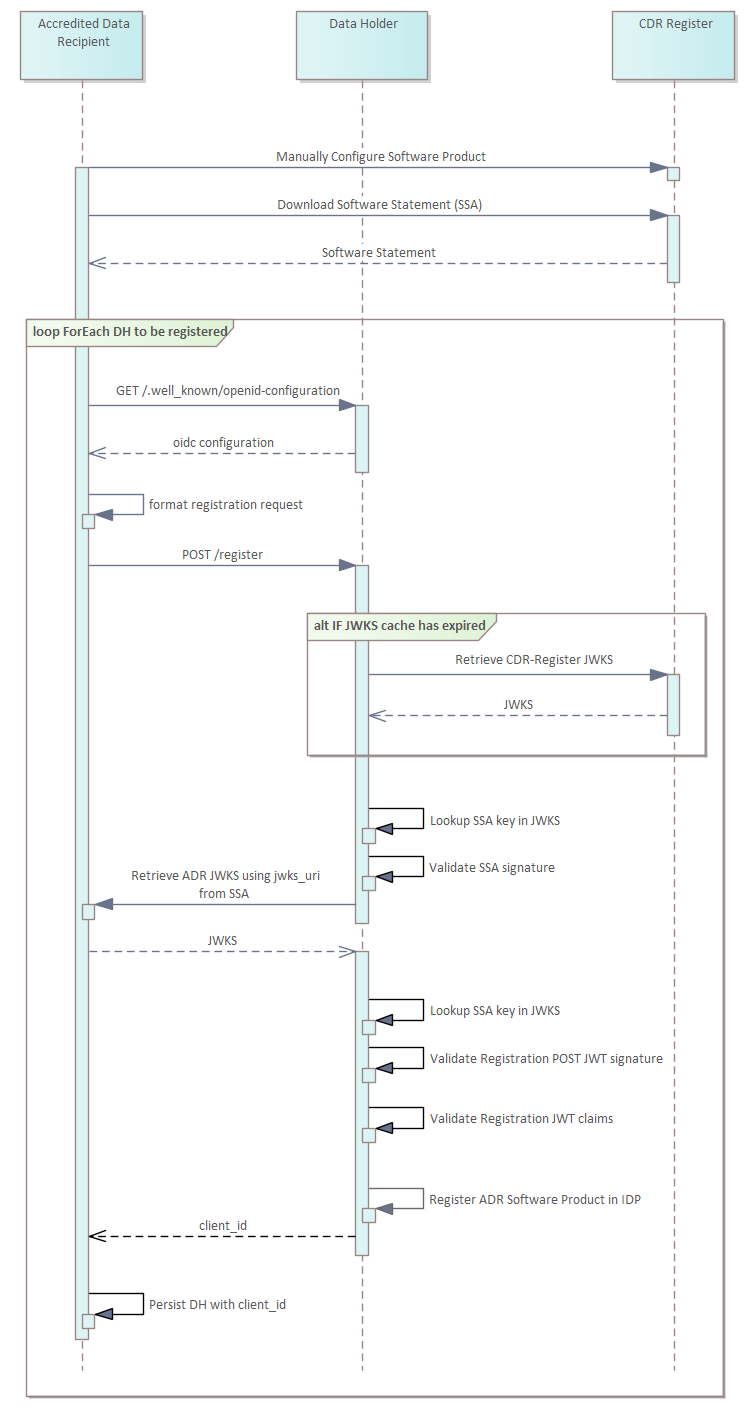 Accredited Data
Recipient
Data Holder
CDR Register
Manually Configure Software Product
Download Software Statement (SSA)
Software Statement
loop ForEach DH to be registered
GET /.well_known/openid-configuration
oidc configuration
format registration request
POST /register
alt IF JWKS cache has expired
Retrieve CDR-Register JWKS
JWKS
Lookup SSA key in JWKS
Validate SSA signature
Retrieve ADR JWKS using jwks_uri
from SSA
JWKS
Lookup SSA key in JWKS
Validate Registration POST JWT signature
Validate Registration JWT claims
Register ADR Software Product in IDP
client_id
Persist DH with client_id